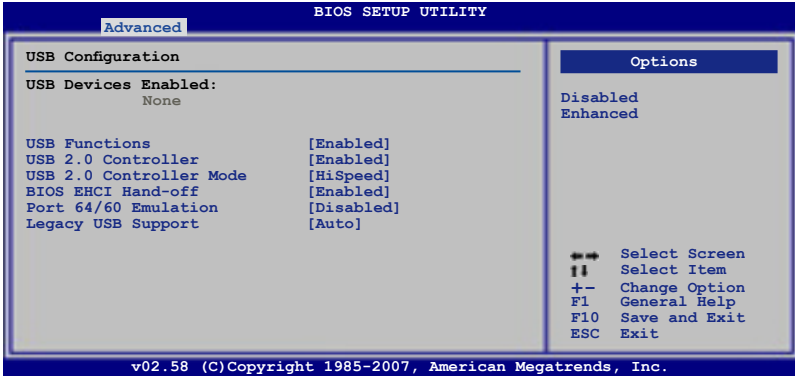 BIOS SETUP UTILITY
Advanced
USB Configuration
USB Devices Enabled:
None
USB Functions [Enabled]
USB 2.0 Controller [Enabled]
USB 2.0 Controller Mode [HiSpeed]
BIOS EHCI Hand-off [Enabled]
Port 64/60 Emulation [Disabled]
Legacy USB Support [Auto]
Options
Disabled
Enhanced
←→ Select Screen
↑↓ Select Item
+- Change Option
F1 General Help
F10 Save and Exit
ESC Exit
v02.58 (C)Copyright 1985-2007, American Megatrends, Inc.